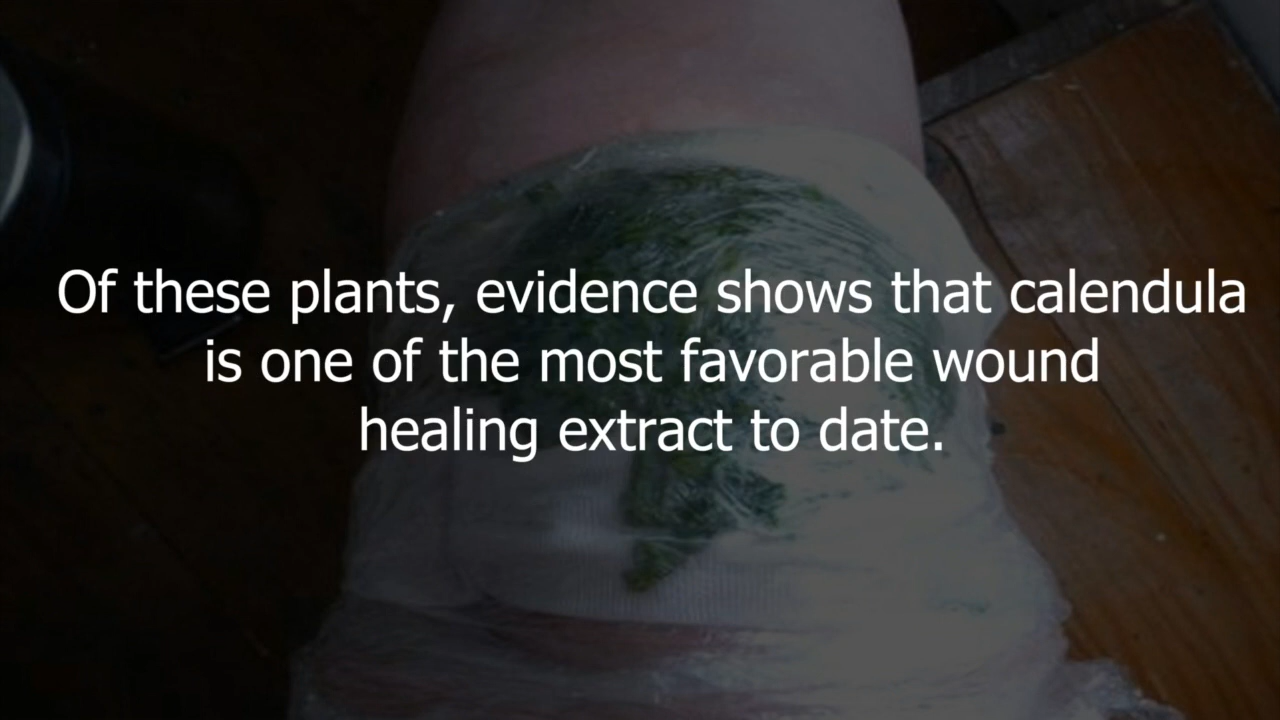 Of these plants, evidence shows that calendula
is one of the most favorable wound
healing extract to date.